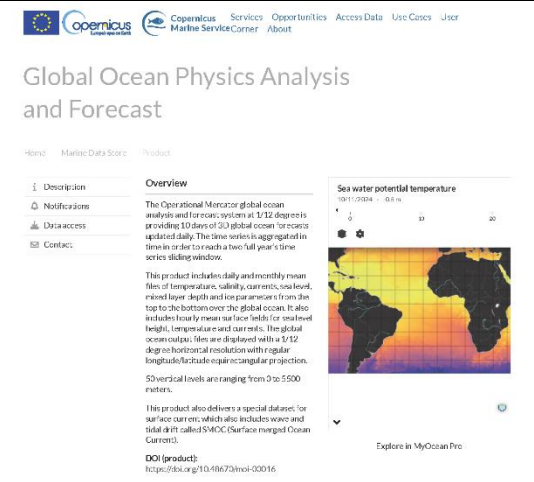 Copernicus
Europe's eyes on Earth
Copernicus
Marine Service
Services Opportunities Access Data Use Cases User
Corner About
Global Ocean Physics Analysis
and Forecast
Home Marine Data Store Product
Description
Notifications
Data access
Contact
Overview
The Operational Mercator global ocean
analysis and forecast system at 1/12 degree is
providing 10 days of 3D global ocean forecasts
updated daily. The time series is aggregated in
time in order to reach a two full year's time
series sliding window.
This product includes daily and monthly mean
files of temperature, salinity, currents, sea level,
mixed layer depth and ice parameters from the
top to the bottom over the global ocean. It also
includes hourly mean surface fields for sea level
height, temperature and currents. The global
ocean output files are displayed with a 1/12
degree horizontal resolution with regular
longitude/latitude equirectangular projection.
50 vertical levels are ranging from 0 to 5500
meters.
This product also delivers a special dataset for
surface current which also includes wave and
tidal drift called SMOC (Surface merged Ocean
Current).
DOI (product):
https://doi.org/10.48670/moi-00016
Sea water potential temperature
10/11/2024 - 0.5 m
0 10 20
Explore in MyOcean Pro